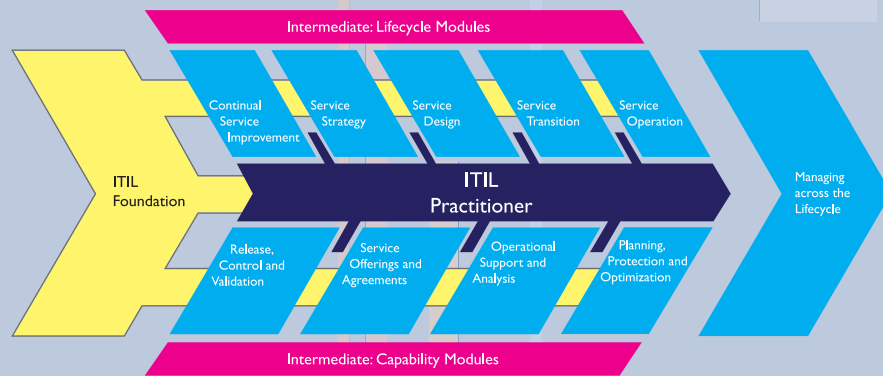 Intermediate: Lifecycle Modules
Continual
Service
Improvement
Service
Strategy
Service
Design
Service
Transition
Service
Operation
ITIL
Foundation
ITIL
Practitioner
Managing
across the
Lifecycle
Release,
Control and
Validation
Service
Offerings and
Agreements
Operational
Support and
Analysis
Planning,
Protection and
Optimization
Intermediate: Capability Modules